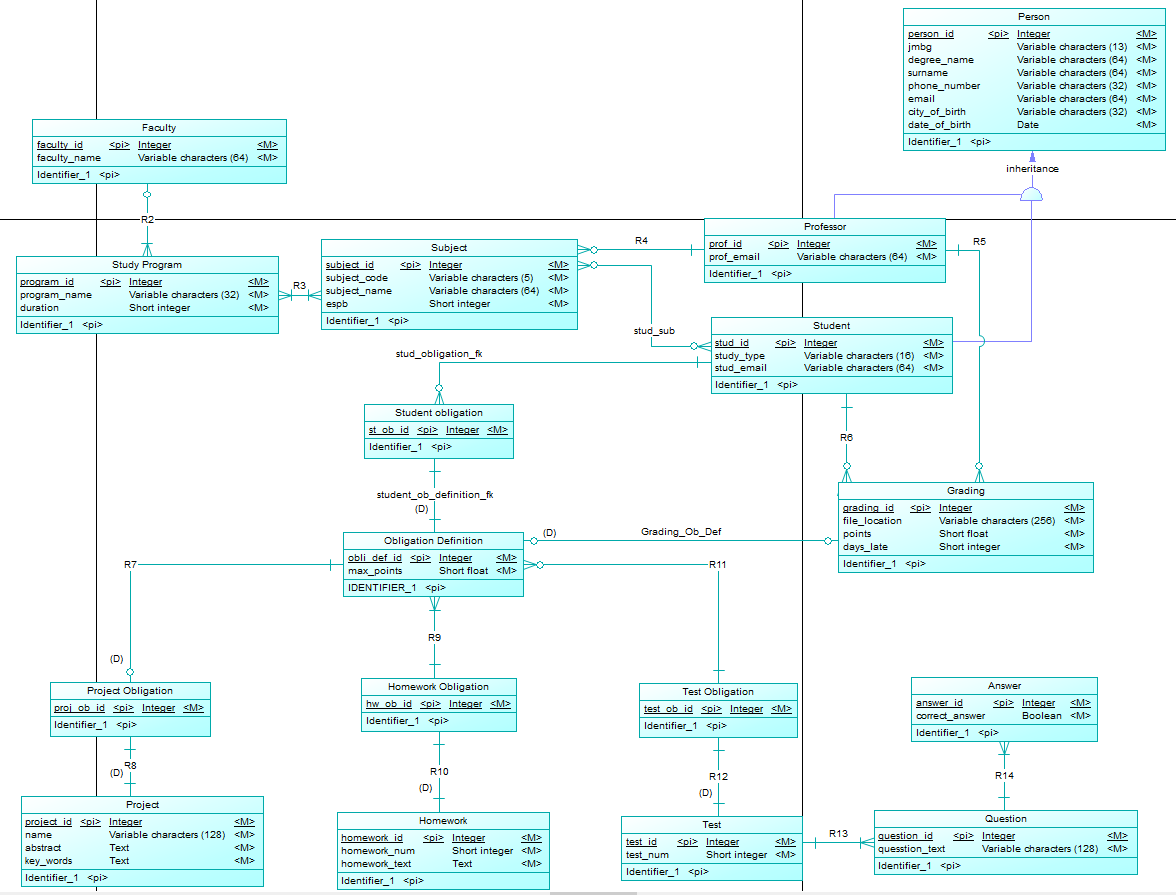 Person
person_id <pi> Integer <M>
jmbg Variable characters (13) <M>
degree_name Variable characters (64) <M>
surname Variable characters (64) <M>
phone_number Variable characters (32) <M>
email Variable characters (64) <M>
city_of_birth Variable characters (32) <M>
date_of_birth Date <M>
Identifier_1 <pi>
inheritance
Faculty
faculty_id <pi> Integer <M>
faculty_name Variable characters (64) <M>
Identifier_1 <pi>
R2
Study Program
program_id <pi> Integer <M>
program_name Variable characters (32) <M>
duration Short integer <M>
Identifier_1 <pi>
R3
Subject
subject_id <pi> Integer <M>
subject_code Variable characters (5) <M>
subject_name Variable characters (64) <M>
espb Short integer <M>
Identifier_1 <pi>
R4
Professor
prof_id <pi> Integer <M>
prof_email Variable characters (64) <M>
Identifier_1 <pi>
R5
stud_sub
Student
stud_id <pi> Integer <M>
study_type Variable characters (16) <M>
stud_email Variable characters (64) <M>
Identifier_1 <pi>
stud_obligation_fk
Student obligation
st_ob_id <pi> Integer <M>
Identifier_1 <pi>
R6
student_ob_definition_fk
(D)
Grading
grading_id <pi> Integer <M>
file_location Variable characters (256) <M>
points Short float <M>
days_late Short integer <M>
Identifier_1 <pi>
Obligation Definition
obli_def_id <pi> Integer <M>
max_points Short float <M>
IDENTIFIER_1 <pi>
(D)
Grading_Ob_Def
R7
R11
(D)
R9
Project Obligation
proj_ob_id <pi> Integer <M>
Identifier_1 <pi>
Homework Obligation
hw_ob_id <pi> Integer <M>
Identifier_1 <pi>
Test Obligation
test_ob_id <pi> Integer <M>
Identifier_1 <pi>
Answer
answer_id <pi> Integer <M>
correct_answer Boolean <M>
Identifier_1 <pi>
R8
(D)
R10
(D)
R12
(D)
R14
Project
project_id <pi> Integer <M>
name Variable characters (128) <M>
abstract Text <M>
key_words Text <M>
Identifier_1 <pi>
Homework
homework_id <pi> Integer <M>
homework_num Short integer <M>
homework_text Text <M>
Identifier_1 <pi>
Test
test_id <pi> Integer <M>
test_num Short integer <M>
Identifier_1 <pi>
R13
Question
question_id <pi> Integer <M>
quesstion_text Variable characters (128) <M>
Identifier_1 <pi>